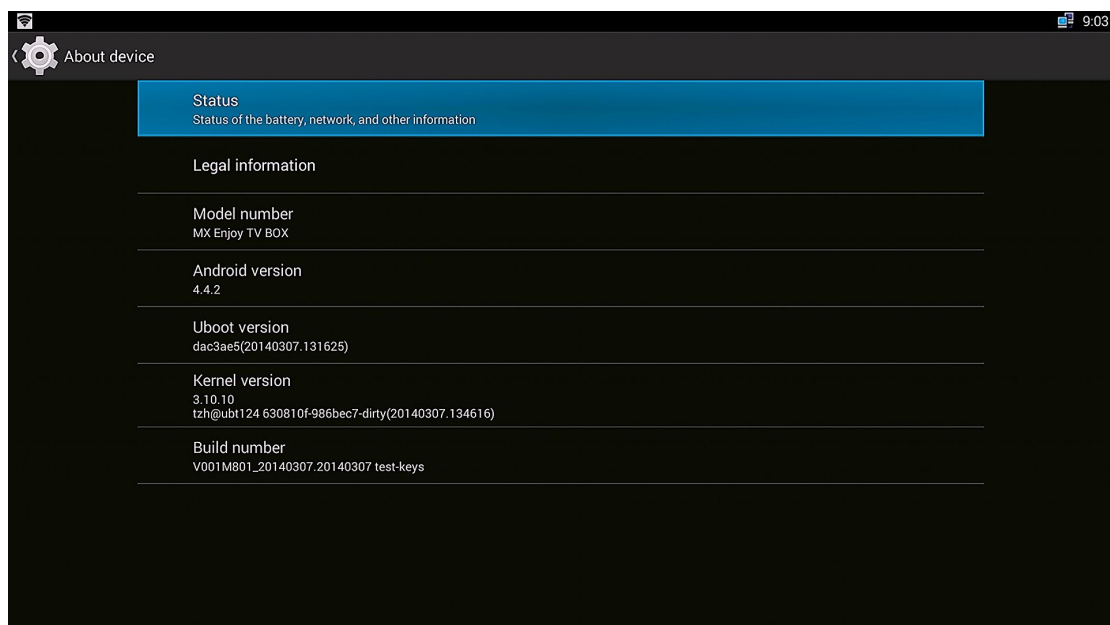 9:03
About device
Status
Status of the battery, network, and other information
Legal information
Model number
MX Enjoy TV BOX
Android version
4.4.2
Uboot version
dac3ae5(20140307.131625)
Kernel version
3.10.10
tzh@ubt124 630810f-986bec7-dirty(20140307.134616)
Build number
V001M801_20140307.20140307 test-keys